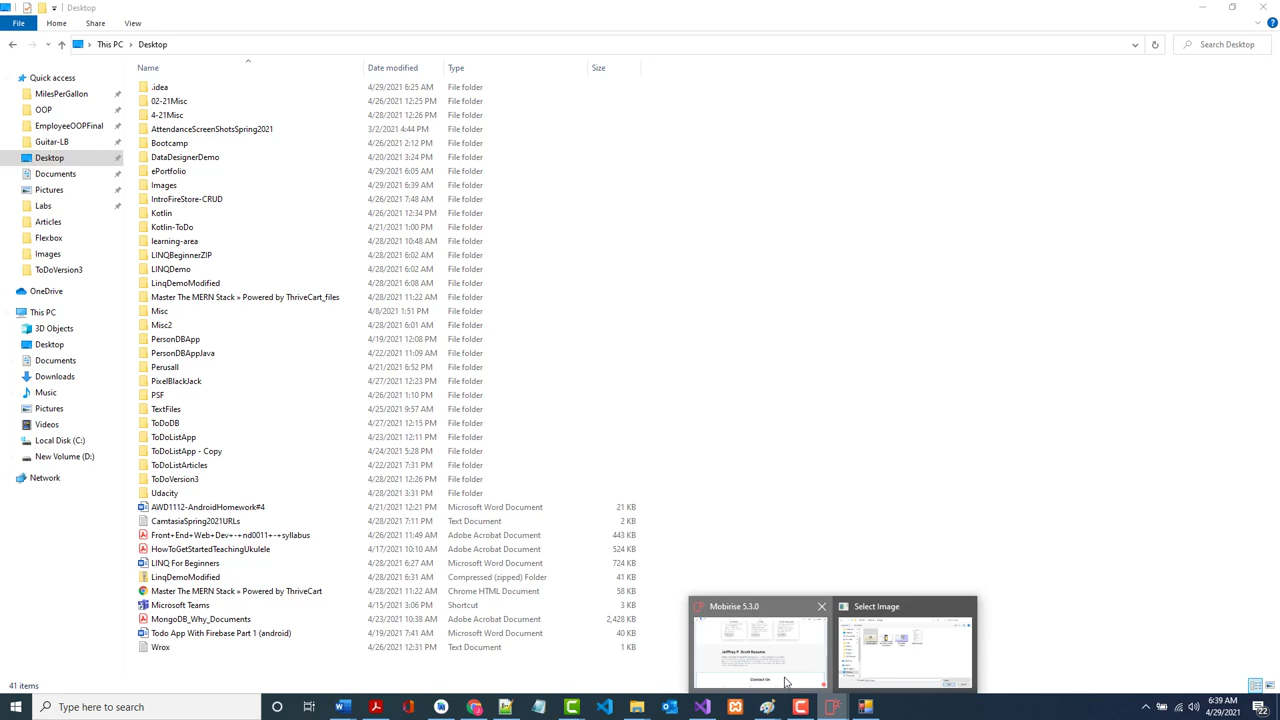 Desktop
File
Home
Share
View
This PC
Desktop
Search Desktop
Name
Date modified
Type
Size
Quick access
MilesPerGallon
OOP
EmployeeOOPFinal
Guitar-LB
Desktop
Documents
Pictures
Labs
Articles
Flexbox
Images
ToDoVersion3
OneDrive
This PC
3D Objects
Desktop
Documents
Downloads
Music
Pictures
Videos
Local Disk (C:)
New Volume (D:)
Network
.idea 4/29/2021 6:25 AM File folder
02-21Misc 4/26/2021 12:25 PM File folder
4-21Misc 4/28/2021 12:26 PM File folder
AttendanceScreenShotsSpring2021 3/2/2021 4:44 PM File folder
Bootcamp 4/26/2021 2:12 PM File folder
DataDesignerDemo 4/20/2021 3:24 PM File folder
ePortfolio 4/29/2021 6:05 AM File folder
Images 4/29/2021 6:39 AM File folder
IntroFireStore-CRUD 4/26/2021 7:48 AM File folder
Kotlin 4/26/2021 12:34 PM File folder
Kotlin-ToDo 4/21/2021 1:00 PM File folder
learning-area 4/28/2021 10:48 AM File folder
LINQBeginnerZIP 4/28/2021 6:02 AM File folder
LINQDemo 4/28/2021 6:02 AM File folder
LinqDemoModified 4/28/2021 6:08 AM File folder
Master The MERN Stack » Powered by ThriveCart_files 4/28/2021 11:22 AM File folder
Misc 4/8/2021 1:51 PM File folder
Misc2 4/28/2021 6:01 AM File folder
PersonDBApp 4/19/2021 12:08 PM File folder
PersonDBAppJava 4/22/2021 11:09 AM File folder
Perusall 4/21/2021 6:52 PM File folder
PixelBlackJack 4/27/2021 12:23 PM File folder
PSF 4/26/2021 1:10 PM File folder
TextFiles 4/25/2021 9:57 AM File folder
ToDoDB 4/27/2021 12:15 PM File folder
ToDoListApp 4/23/2021 12:11 PM File folder
ToDoListApp - Copy 4/24/2021 5:28 PM File folder
ToDoListArticles 4/22/2021 7:31 PM File folder
ToDoVersion3 4/28/2021 12:26 PM File folder
Udacity 4/28/2021 3:31 PM File folder
AWD1112-AndroidHomework#4 4/21/2021 12:21 PM Microsoft Word Document 21 KB
CamtasiaSpring2021URLs 4/28/2021 7:11 PM Text Document 2 KB
Front+End+Web+Dev+-+nd0011+-+syllabus 4/26/2021 11:49 AM Adobe Acrobat Document 443 KB
HowToGetStartedTeachingUkulele 4/17/2021 10:10 AM Adobe Acrobat Document 524 KB
LINQ For Beginners 4/28/2021 6:27 AM Microsoft Word Document 724 KB
LinqDemoModified 4/28/2021 6:31 AM Compressed (zipped) Folder 41 KB
Master The MERN Stack » Powered by ThriveCart 4/28/2021 11:22 AM Chrome HTML Document 58 KB
Microsoft Teams 4/15/2021 3:06 PM Shortcut 3 KB
MongoDB_Why_Documents 4/23/2021 10:38 AM Adobe Acrobat Document 2,428 KB
Todo App With Firebase Part 1 (android) 4/19/2021 7:41 AM Microsoft Word Document 40 KB
Wrox 4/26/2021 12:31 PM Text Document 1 KB
Mobirise 5.3.0
Select Image
Jeffrey P. Scott Resume
Contact Us
41 items
Type here to search
6:39 AM
4/29/2021
22